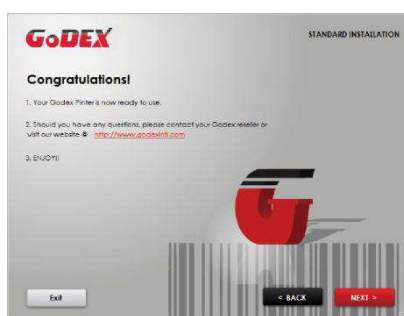 GoDEX
STANDARD INSTALLATION
Congratulations!
1. Your Godex Pinter is now ready to use.
2. Should you have any questions, please contact your Godex reseller or
visit our website @ http://www.godexintl.com
3. ENJOY!!
Exit
< BACK
NEXT >